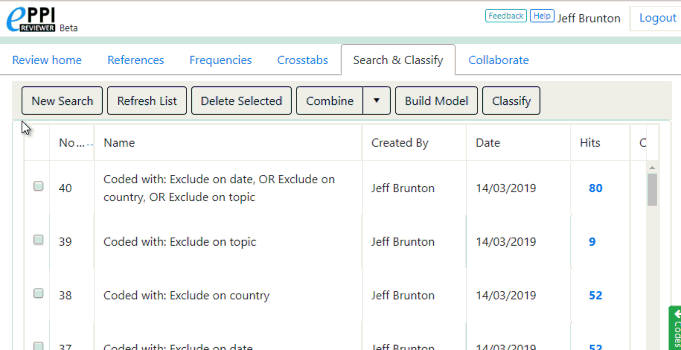 ePPI
REVIEWER Beta
Feedback Help Jeff Brunton Logout
Review home References Frequencies Crosstabs Search & Classify Collaborate
New Search Refresh List Delete Selected Combine ▼ Build Model Classify
No... Name Created By Date Hits C
40 Coded with: Exclude on date, OR Exclude on country, OR Exclude on topic Jeff Brunton 14/03/2019 80
39 Coded with: Exclude on topic Jeff Brunton 14/03/2019 9
38 Coded with: Exclude on country Jeff Brunton 14/03/2019 52
37 Coded with: Exclude on date Jeff Brunton 14/03/2019 52
Codes